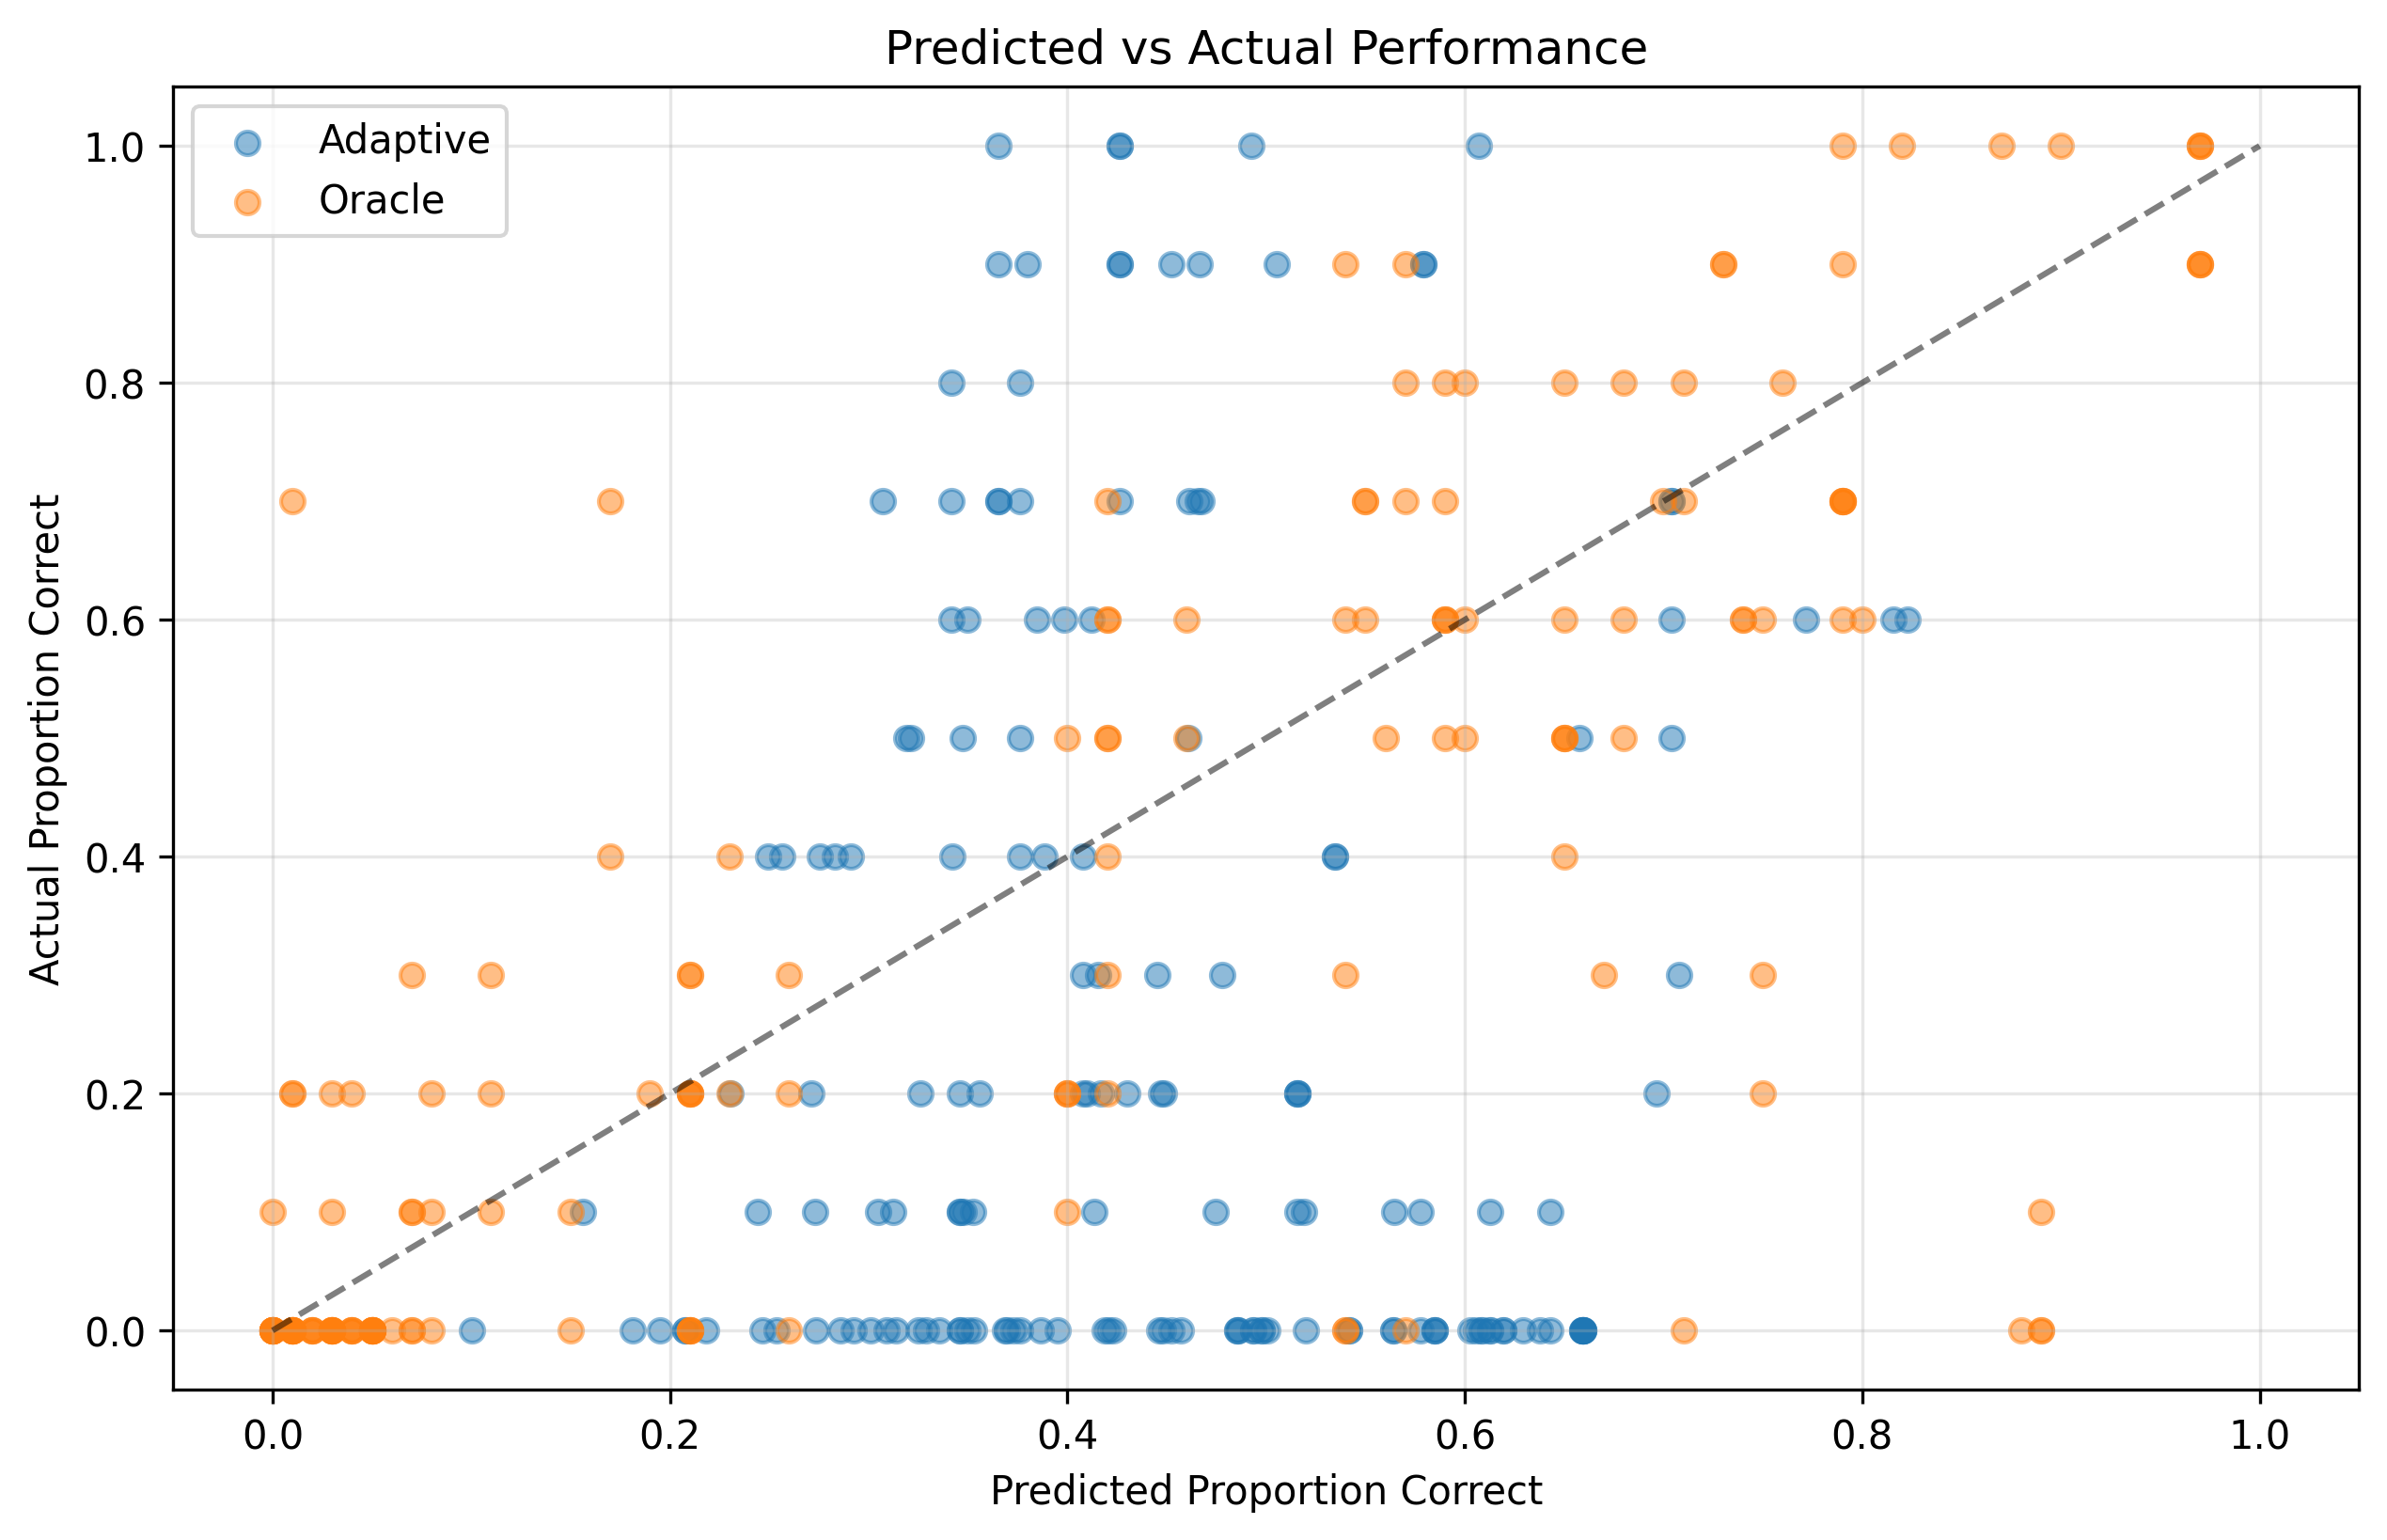 Predicted vs Actual Performance
Adaptive
Oracle
1.0
0.8
0.6
0.4
0.2
0.0
Actual Proportion Correct
0.0 0.2 0.4 0.6 0.8 1.0
Predicted Proportion Correct